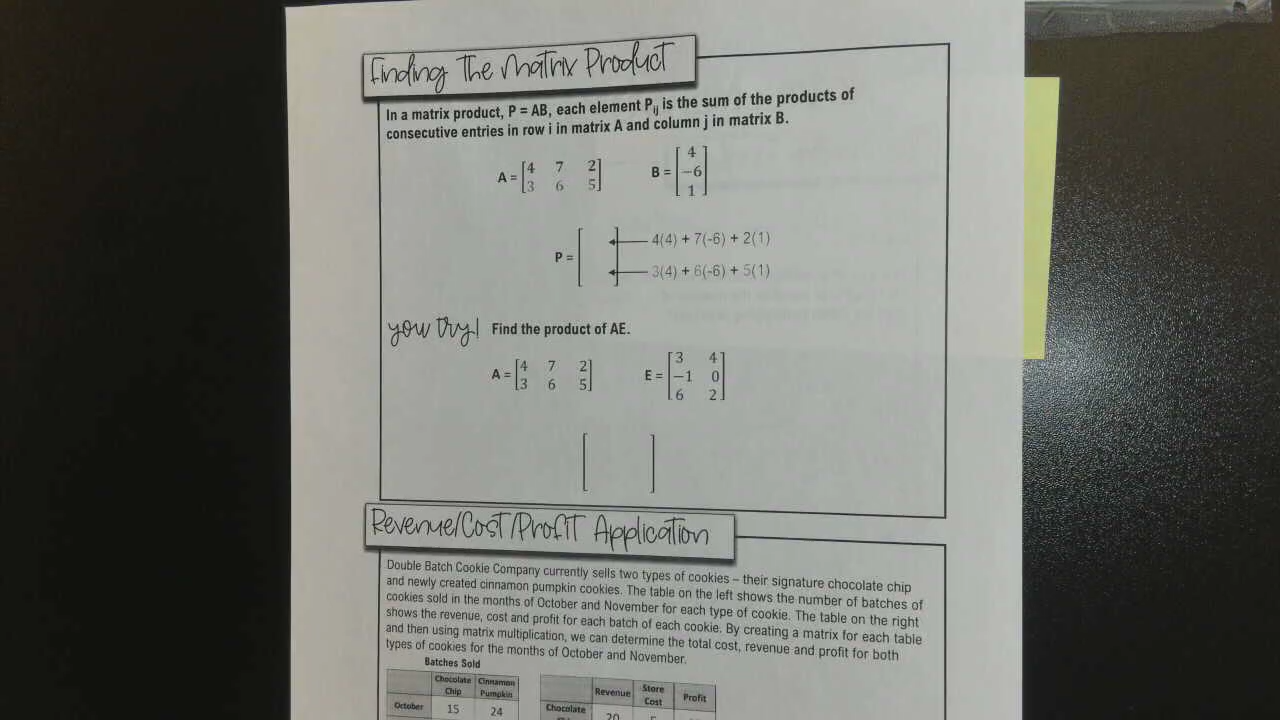 Finding The Matrix Product
In a matrix product, P = AB, each element Pij is the sum of the products of
consecutive entries in row i in matrix A and column j in matrix B.
A = [4 7 2
3 6 5]
B = [4
-6
1]
P = [ ]
4(4) + 7(-6) + 2(1)
3(4) + 6(-6) + 5(1)
you try! Find the product of AE.
A = [4 7 2
3 6 5]
E = [3 4
-1 0
6 2]
[ ]
Revenue/Cost/Profit Application
Double Batch Cookie Company currently sells two types of cookies – their signature chocolate chip
and newly created cinnamon pumpkin cookies. The table on the left shows the number of batches of
cookies sold in the months of October and November for each type of cookie. The table on the right
shows the revenue, cost and profit for each batch of each cookie. By creating a matrix for each table
and then using matrix multiplication, we can determine the total cost, revenue and profit for both
types of cookies for the months of October and November.
Batches Sold
Chocolate Chip
Cinnamon Pumpkin
October 15 24
Revenue
Store Cost
Profit
Chocolate
20